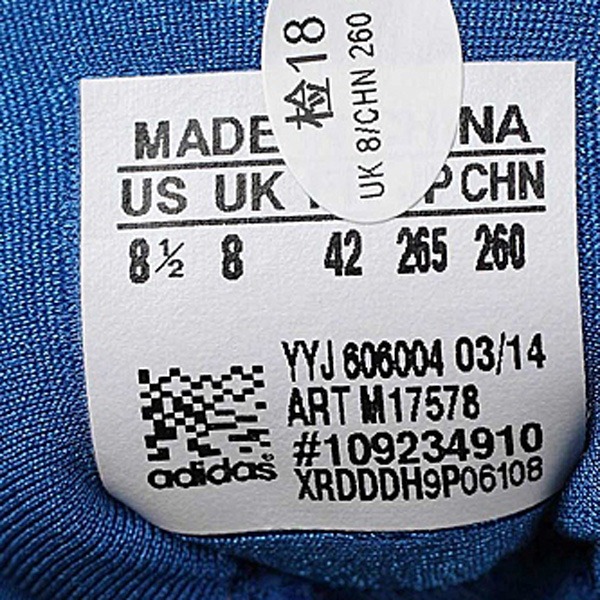 检18
UK 8/CHN 260
MADE NA
US UK P CHN
8½ 8 42 265 260
YYJ 606004 03/14
ART M17578
#109234910
XRDDDH9P06108
adidas